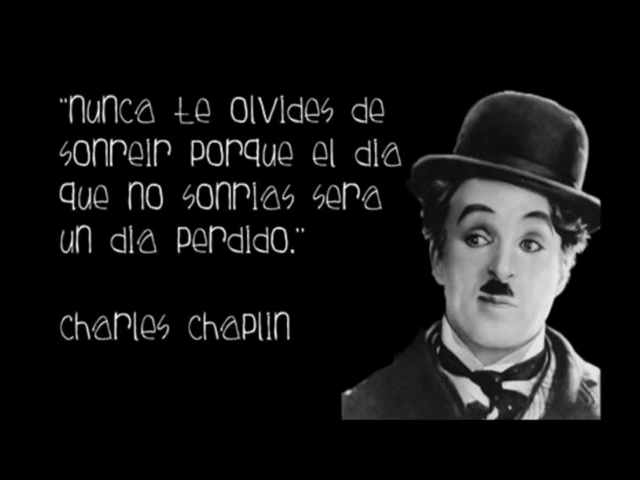 "Nunca te olvides de
sonreir porque el dia
que no sonrias sera
un dia perdido."
Charles Chaplin